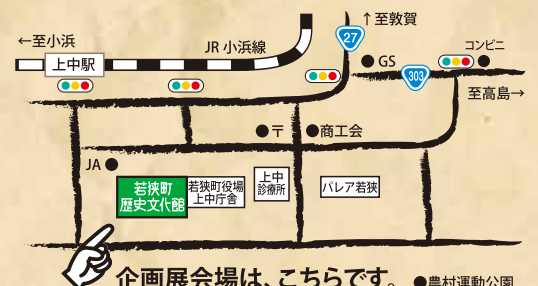 ↑至敦賀
27
←至小浜
JR 小浜線
コンビニ
上中駅
●GS
303
至高島→
●〒
●商工会
JA●
若狭町
歴史文化館
若狭町役場
上中庁舎
上中
診療所
パレア若狭
企画展会場は、こちらです。
●農村運動公園